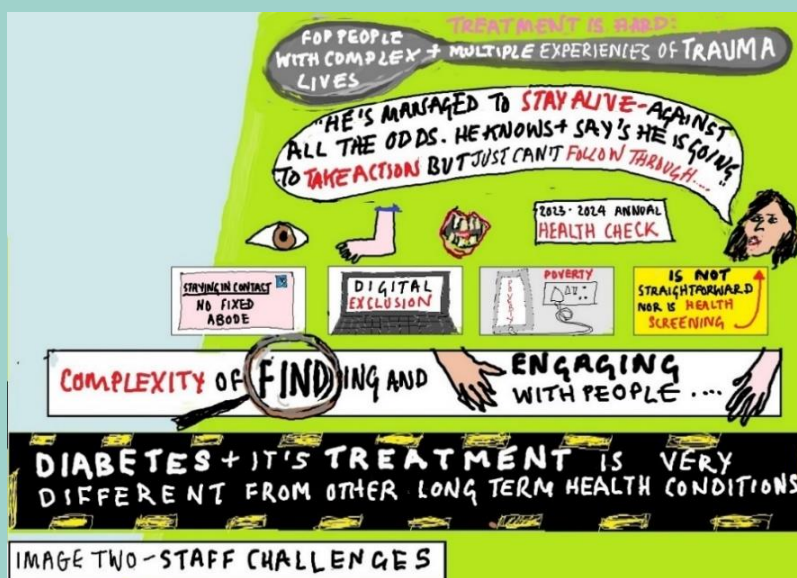 TREATMENT IS HARD:
FOP PEOPLE
WITH COMPLEX + MULTIPLE EXPERIENCES OF TRAUMA
LIVES
"HE'S MANAGED TO STAY ALIVE-AGAINST
ALL THE ODDS. HE KNOWS + SAY'S HE IS GOING
TO TAKE ACTION BUT JUST CAN'T FOLLOW THROUGH....
2023-2024 ANNUAL
HEALTH CHECK
STAYING IN CONTACT
NO FIXED
ABODE
DIGITAL
EXCLUSION
POVERTY
POVERTY
IS NOT
STRAIGHTFORWARD
NOR IS HEALTH
SCREENING
COMPLEXITY OF FINDING AND ENGAGING
WITH PEOPLE ....
DIABETES + IT'S TREATMENT IS VERY
DIFFERENT FROM OTHER LONG TERM HEALTH CONDITIONS
IMAGE TWO-STAFF CHALLENGES